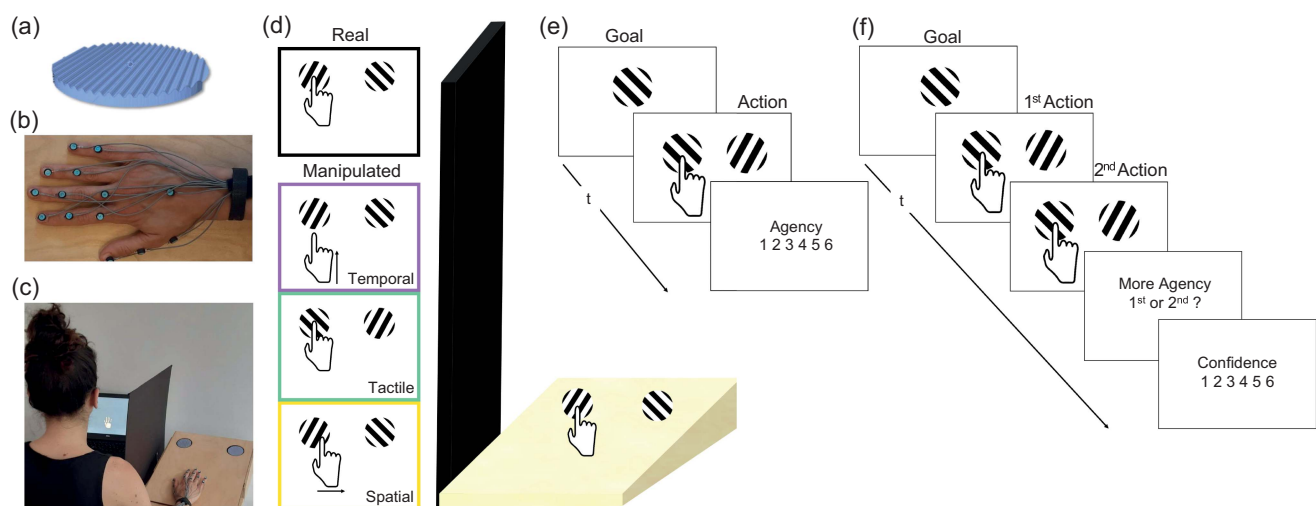 (a)
(b)
(c)
(d)
Real
Manipulated
Temporal
Tactile
Spatial
(e)
Goal
Action
t
Agency
1 2 3 4 5 6
(f)
Goal
1st Action
2nd Action
t
More Agency
1st or 2nd ?
Confidence
1 2 3 4 5 6